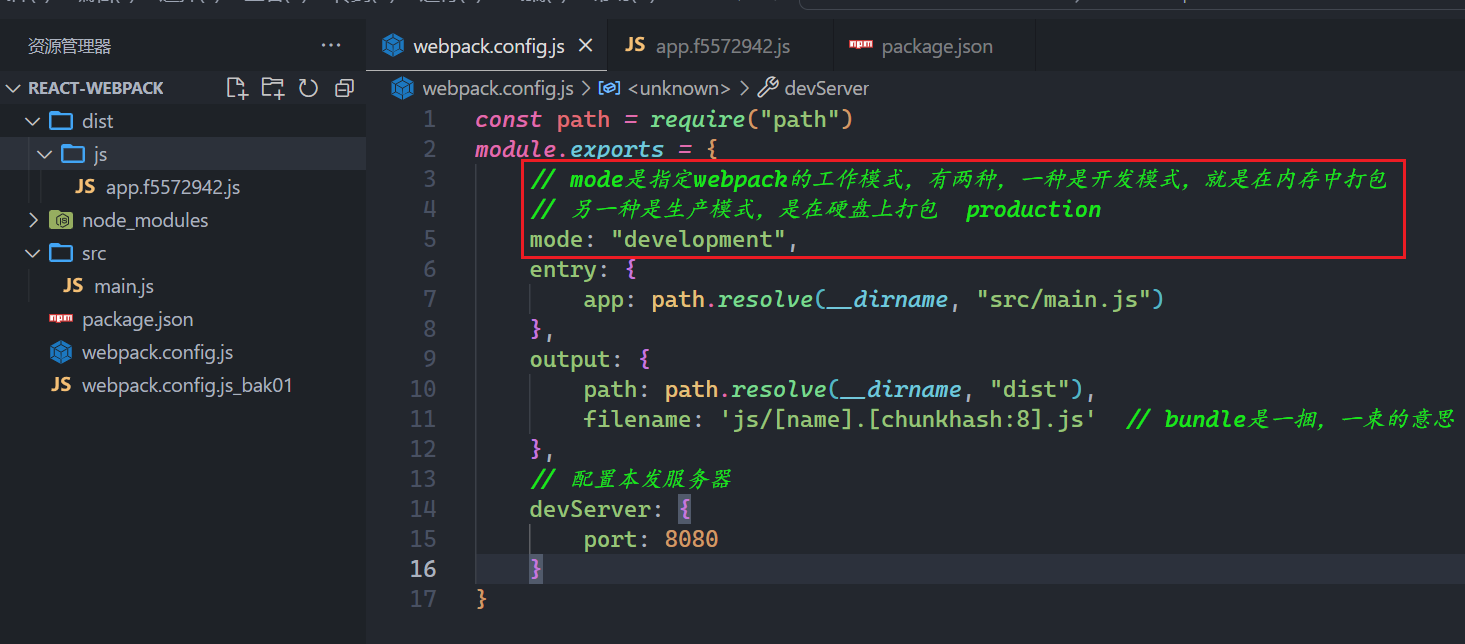 资源管理器
REACT-WEBPACK
dist
js
JS app.f5572942.js
node_modules
src
JS main.js
npm package.json
webpack.config.js
JS webpack.config.js_bak01
webpack.config.js
JS app.f5572942.js
npm package.json
webpack.config.js > <unknown> > devServer
1 const path = require("path")
2 module.exports = {
3 // mode是指定webpack的工作模式，有两种，一种是开发模式，就是在内存中打包
4 // 另一种是生产模式，是在硬盘上打包 production
5 mode: "development",
6 entry: {
7 app: path.resolve(__dirname, "src/main.js")
8 },
9 output: {
10 path: path.resolve(__dirname, "dist"),
11 filename: 'js/[name].[chunkhash:8].js' // bundle是一捆，一束的意思
12 },
13 // 配置本发服务器
14 devServer: {
15 port: 8080
16 }
17 }